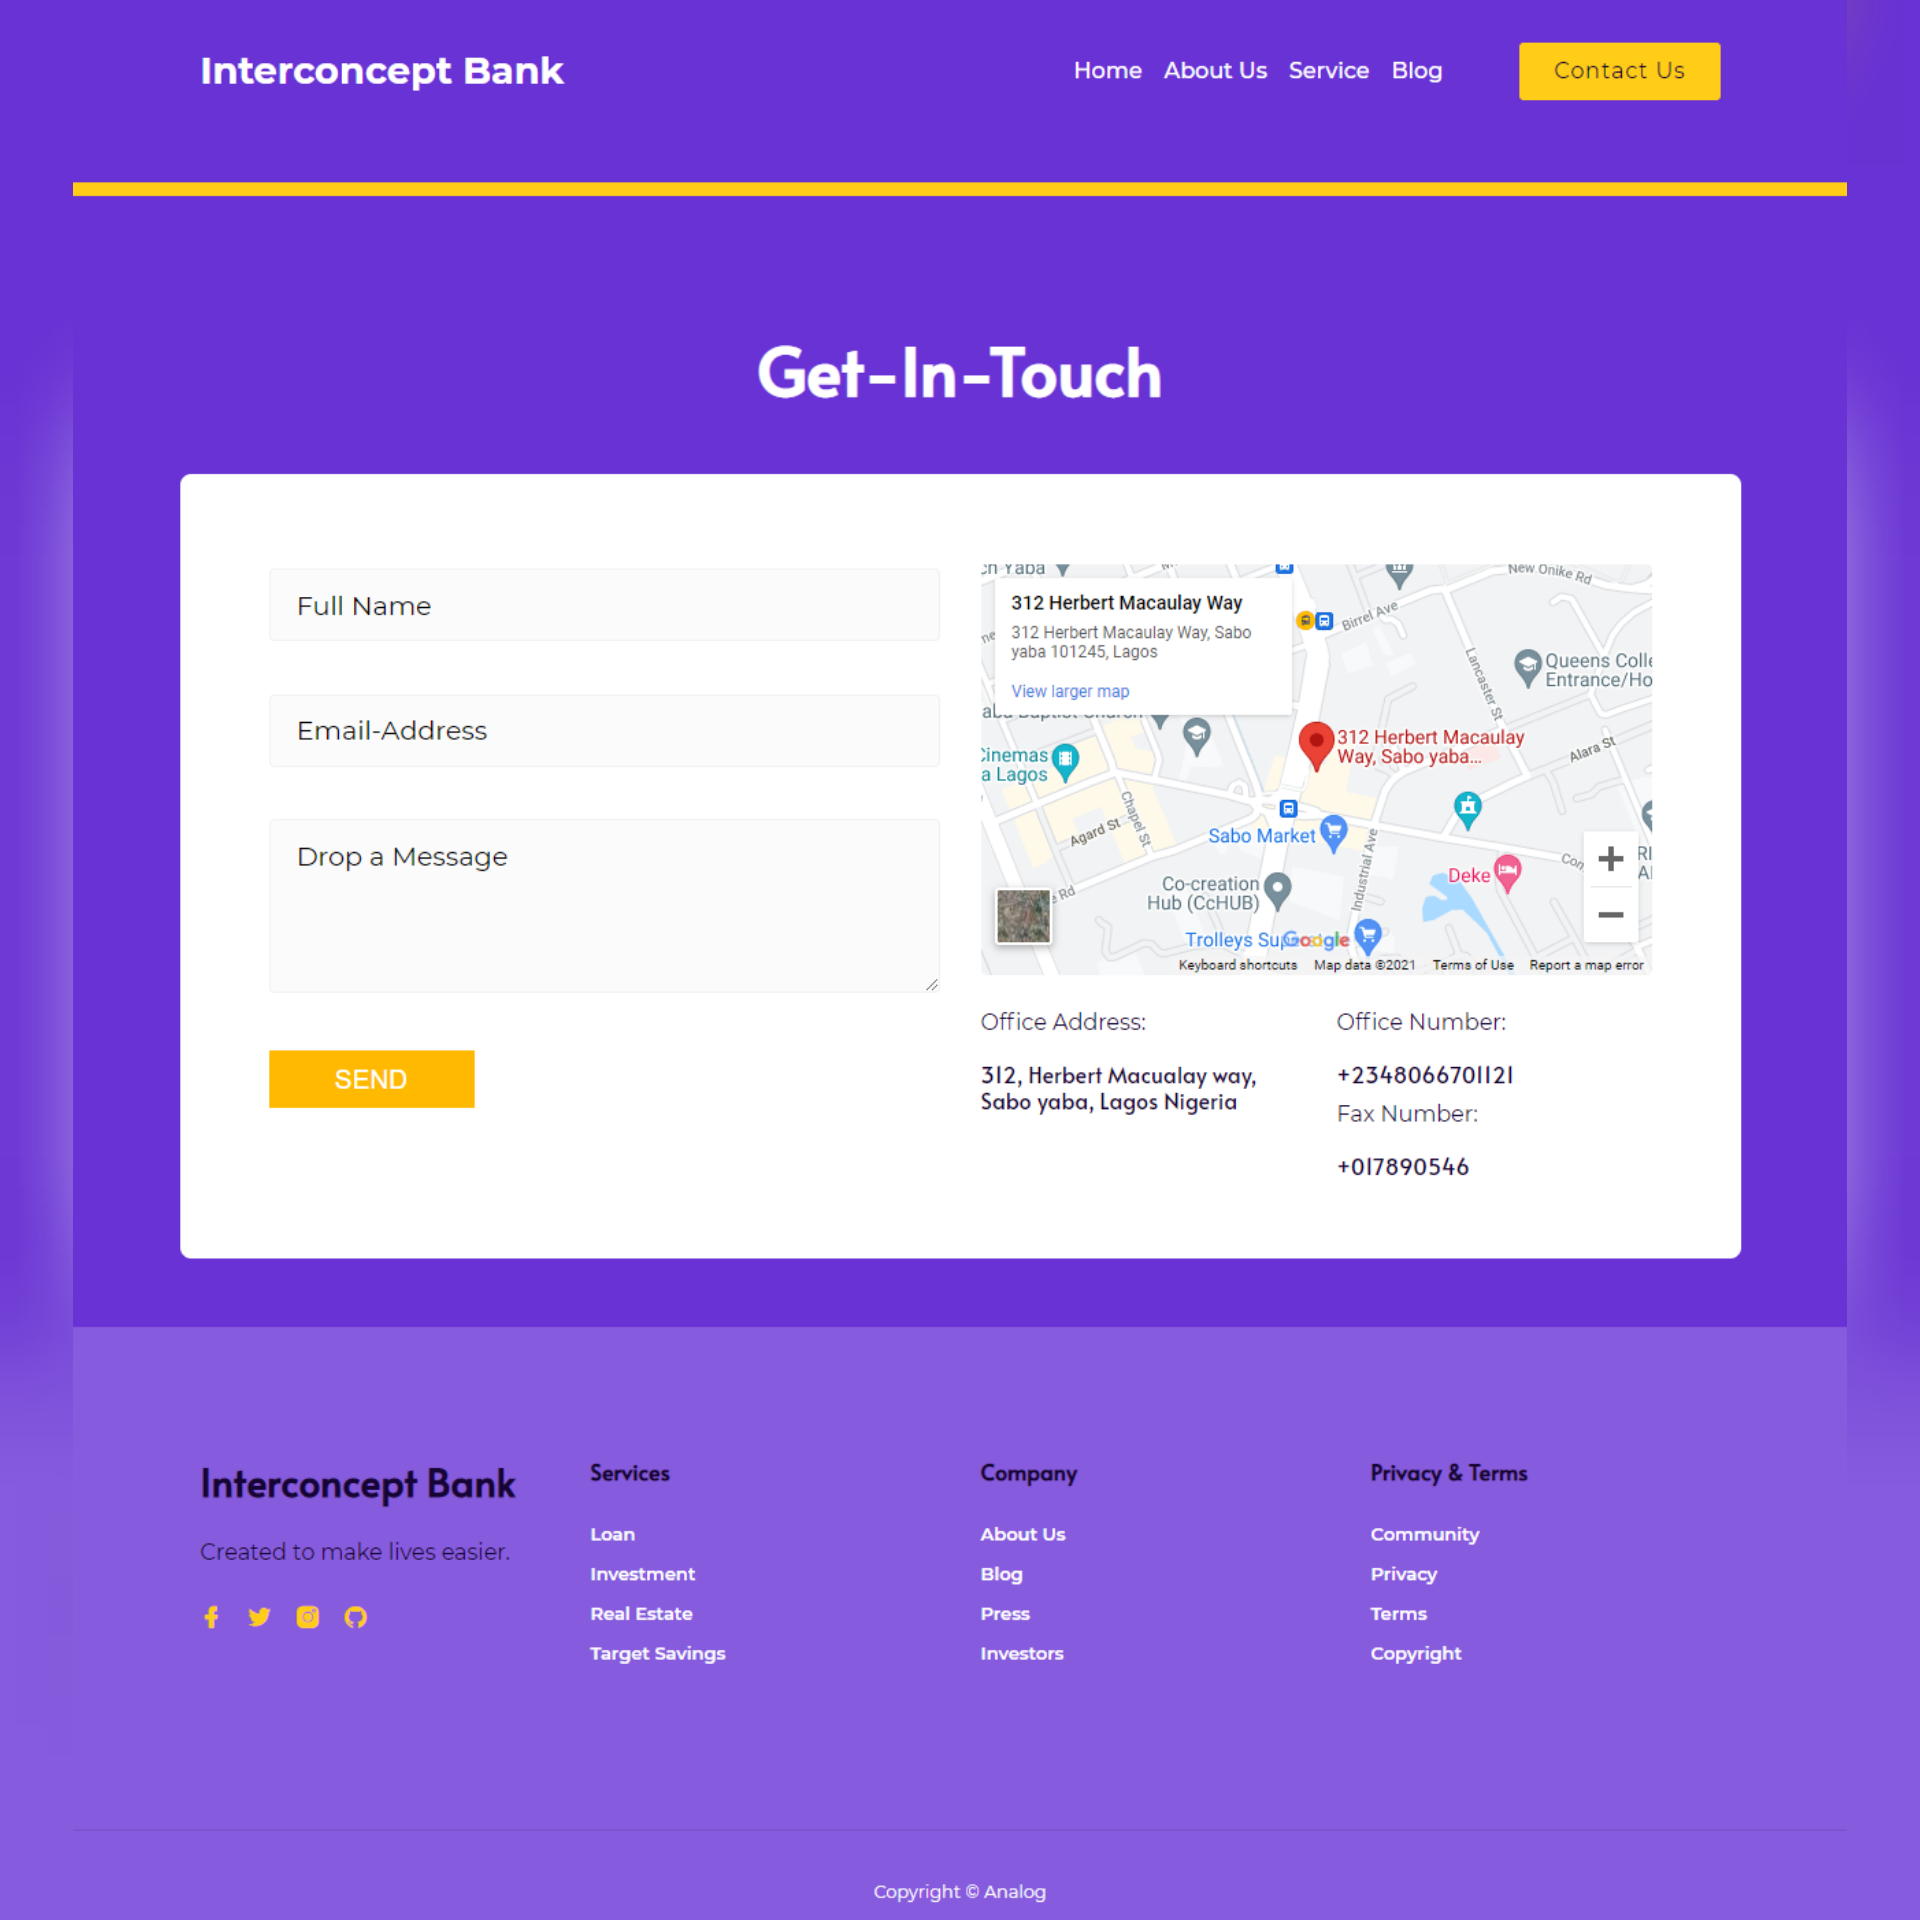 Interconcept Bank
Home About Us Service Blog
Contact Us
Get-In-Touch
Full Name
Email-Address
Drop a Message
SEND
ch Yaba
New Onike Rd
312 Herbert Macaulay Way
312 Herbert Macaulay Way, Sabo
yaba 101245, Lagos
View larger map
Birrel Ave
Lancaster St
Queens Colle
Entrance/Ho
312 Herbert Macaulay
Way, Sabo yaba...
Alara St
Cinemas
a Lagos
Chapel St
Agard St
Sabo Market
Industrial Ave
Deke
Co-creation
Hub (CcHUB)
Rd
Trolleys
Google
Keyboard shortcuts Map data ©2021 Terms of Use Report a map error
Office Address:
312, Herbert Macualay way,
Sabo yaba, Lagos Nigeria
Office Number:
+2348066701121
Fax Number:
+017890546
Interconcept Bank
Created to make lives easier.
Services
Loan
Investment
Real Estate
Target Savings
Company
About Us
Blog
Press
Investors
Privacy & Terms
Community
Privacy
Terms
Copyright
Copyright © Analog